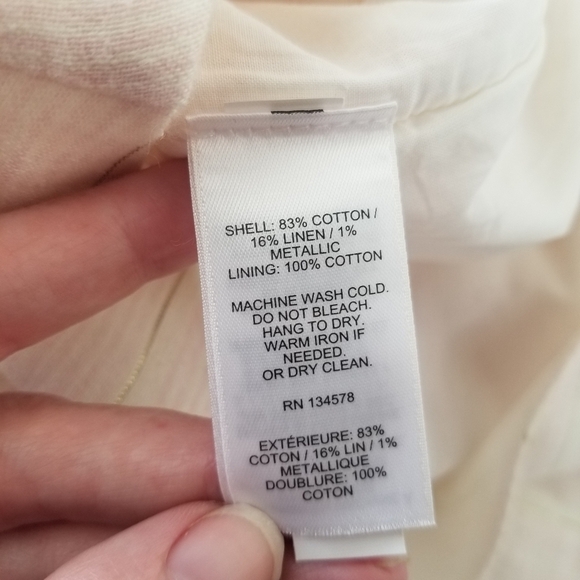 SHELL: 83% COTTON /
16% LINEN / 1%
METALLIC
LINING: 100% COTTON
MACHINE WASH COLD.
DO NOT BLEACH.
HANG TO DRY.
WARM IRON IF
NEEDED.
OR DRY CLEAN.
RN 134578
EXTÉRIEURE: 83%
COTON / 16% LIN / 1%
METALLIQUE
DOUBLURE: 100%
COTON